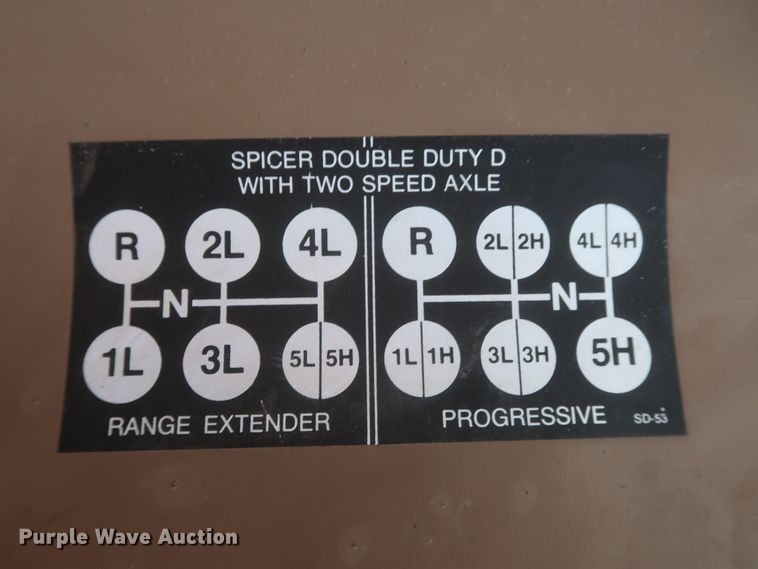 SPICER DOUBLE DUTY D
WITH TWO SPEED AXLE
R 2L 4L
N
1L 3L 5L 5H
RANGE EXTENDER
R 2L 2H 4L 4H
N
1L 1H 3L 3H 5H
PROGRESSIVE
SD-53
Purple Wave Auction